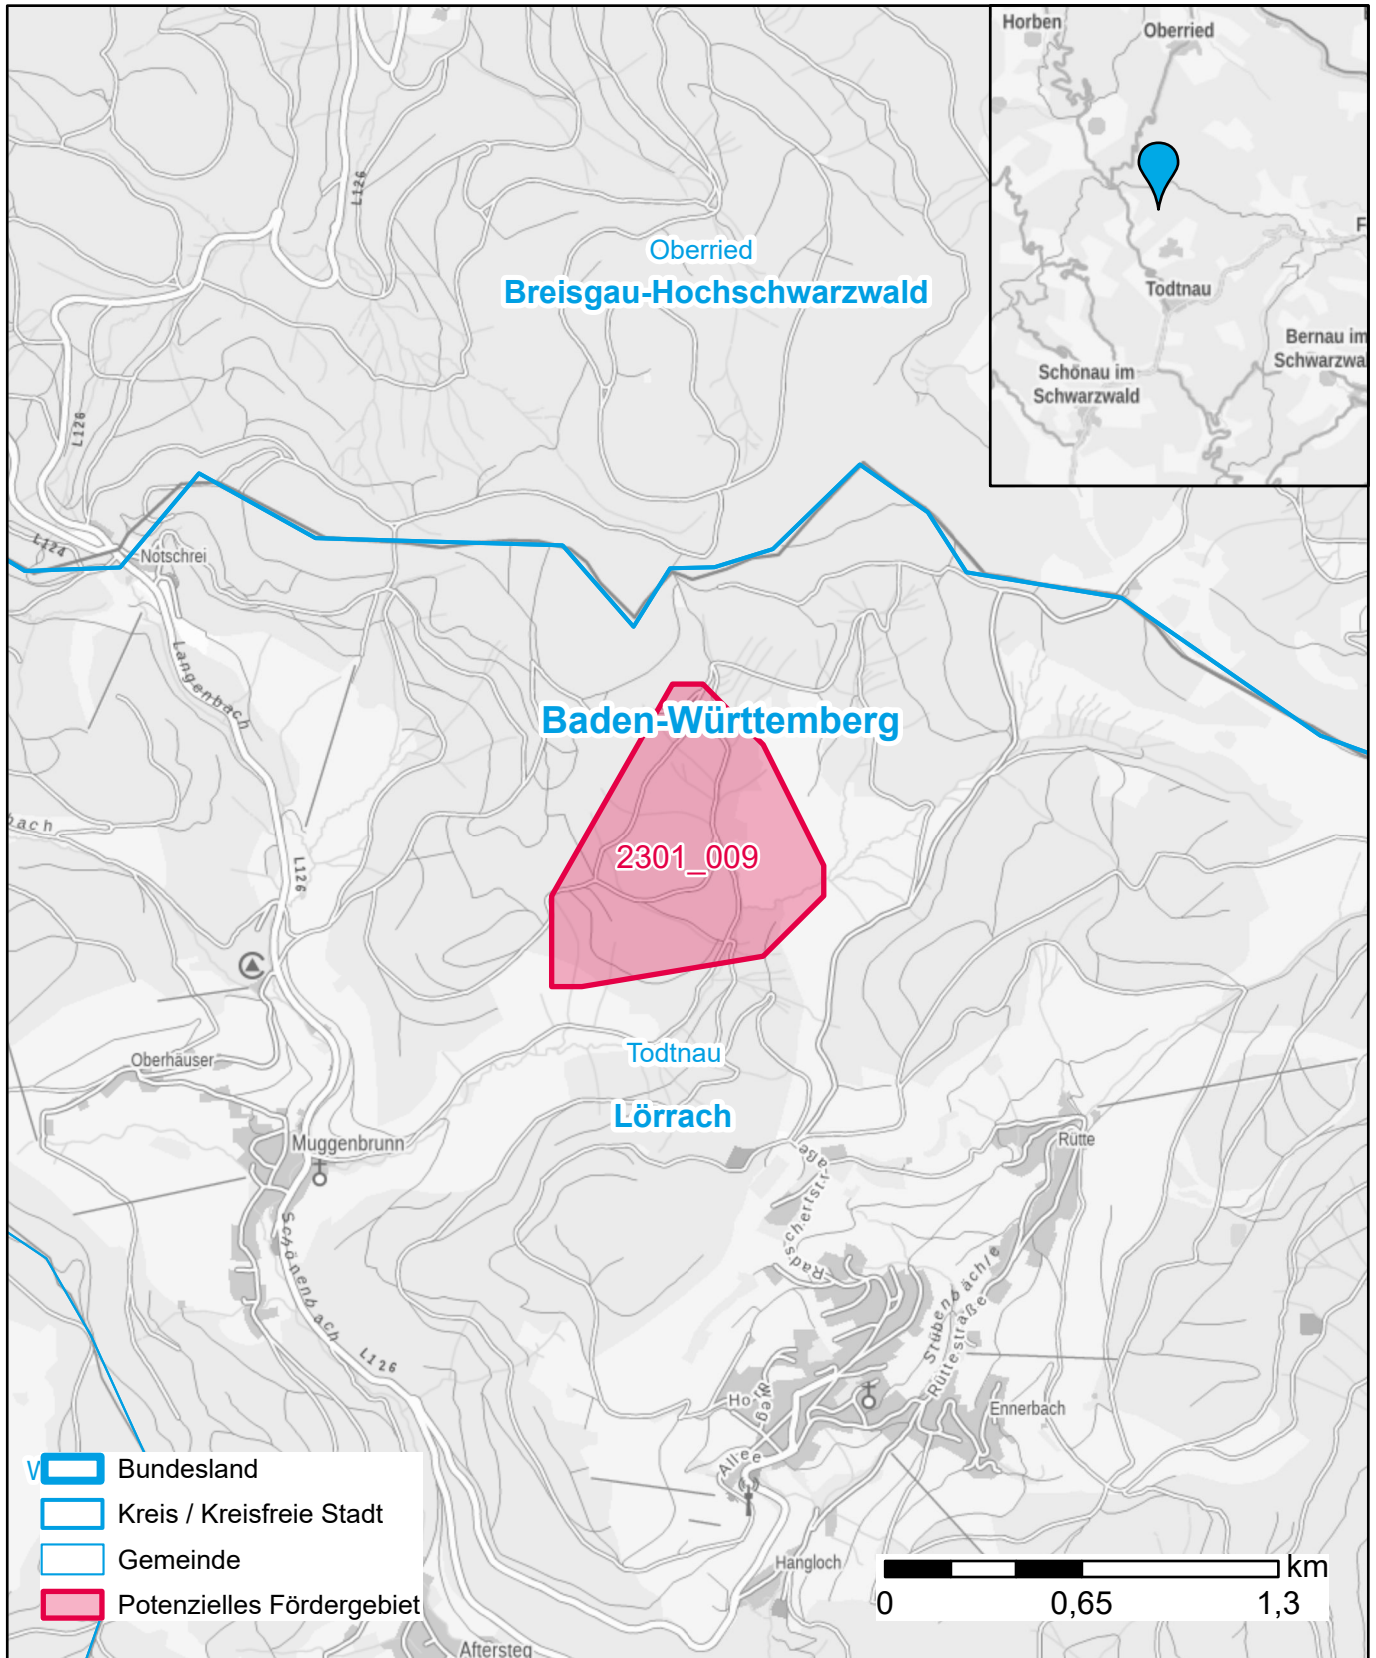 Horben
Oberried
Todtnau
F
Bernau im
Schwarzwa
Schönau im
Schwarzwald
L126
Oberried
Breisgau-Hochschwarzwald
L126
L124
Notschrei
Langenbach
Baden-Württemberg
bach
L126
2301_009
Todtnau
Oberhäuser
Lörrach
Muggenbrunn
Rütte
Radschertstraße
Schönenbach
Stübenbächle
Rüttestraße
L126
Ennerbach
Allee
Hangloch
Aftersteg
W
Bundesland
Kreis / Kreisfreie Stadt
Gemeinde
Potenzielles Fördergebiet
km
0
0,65
1,3